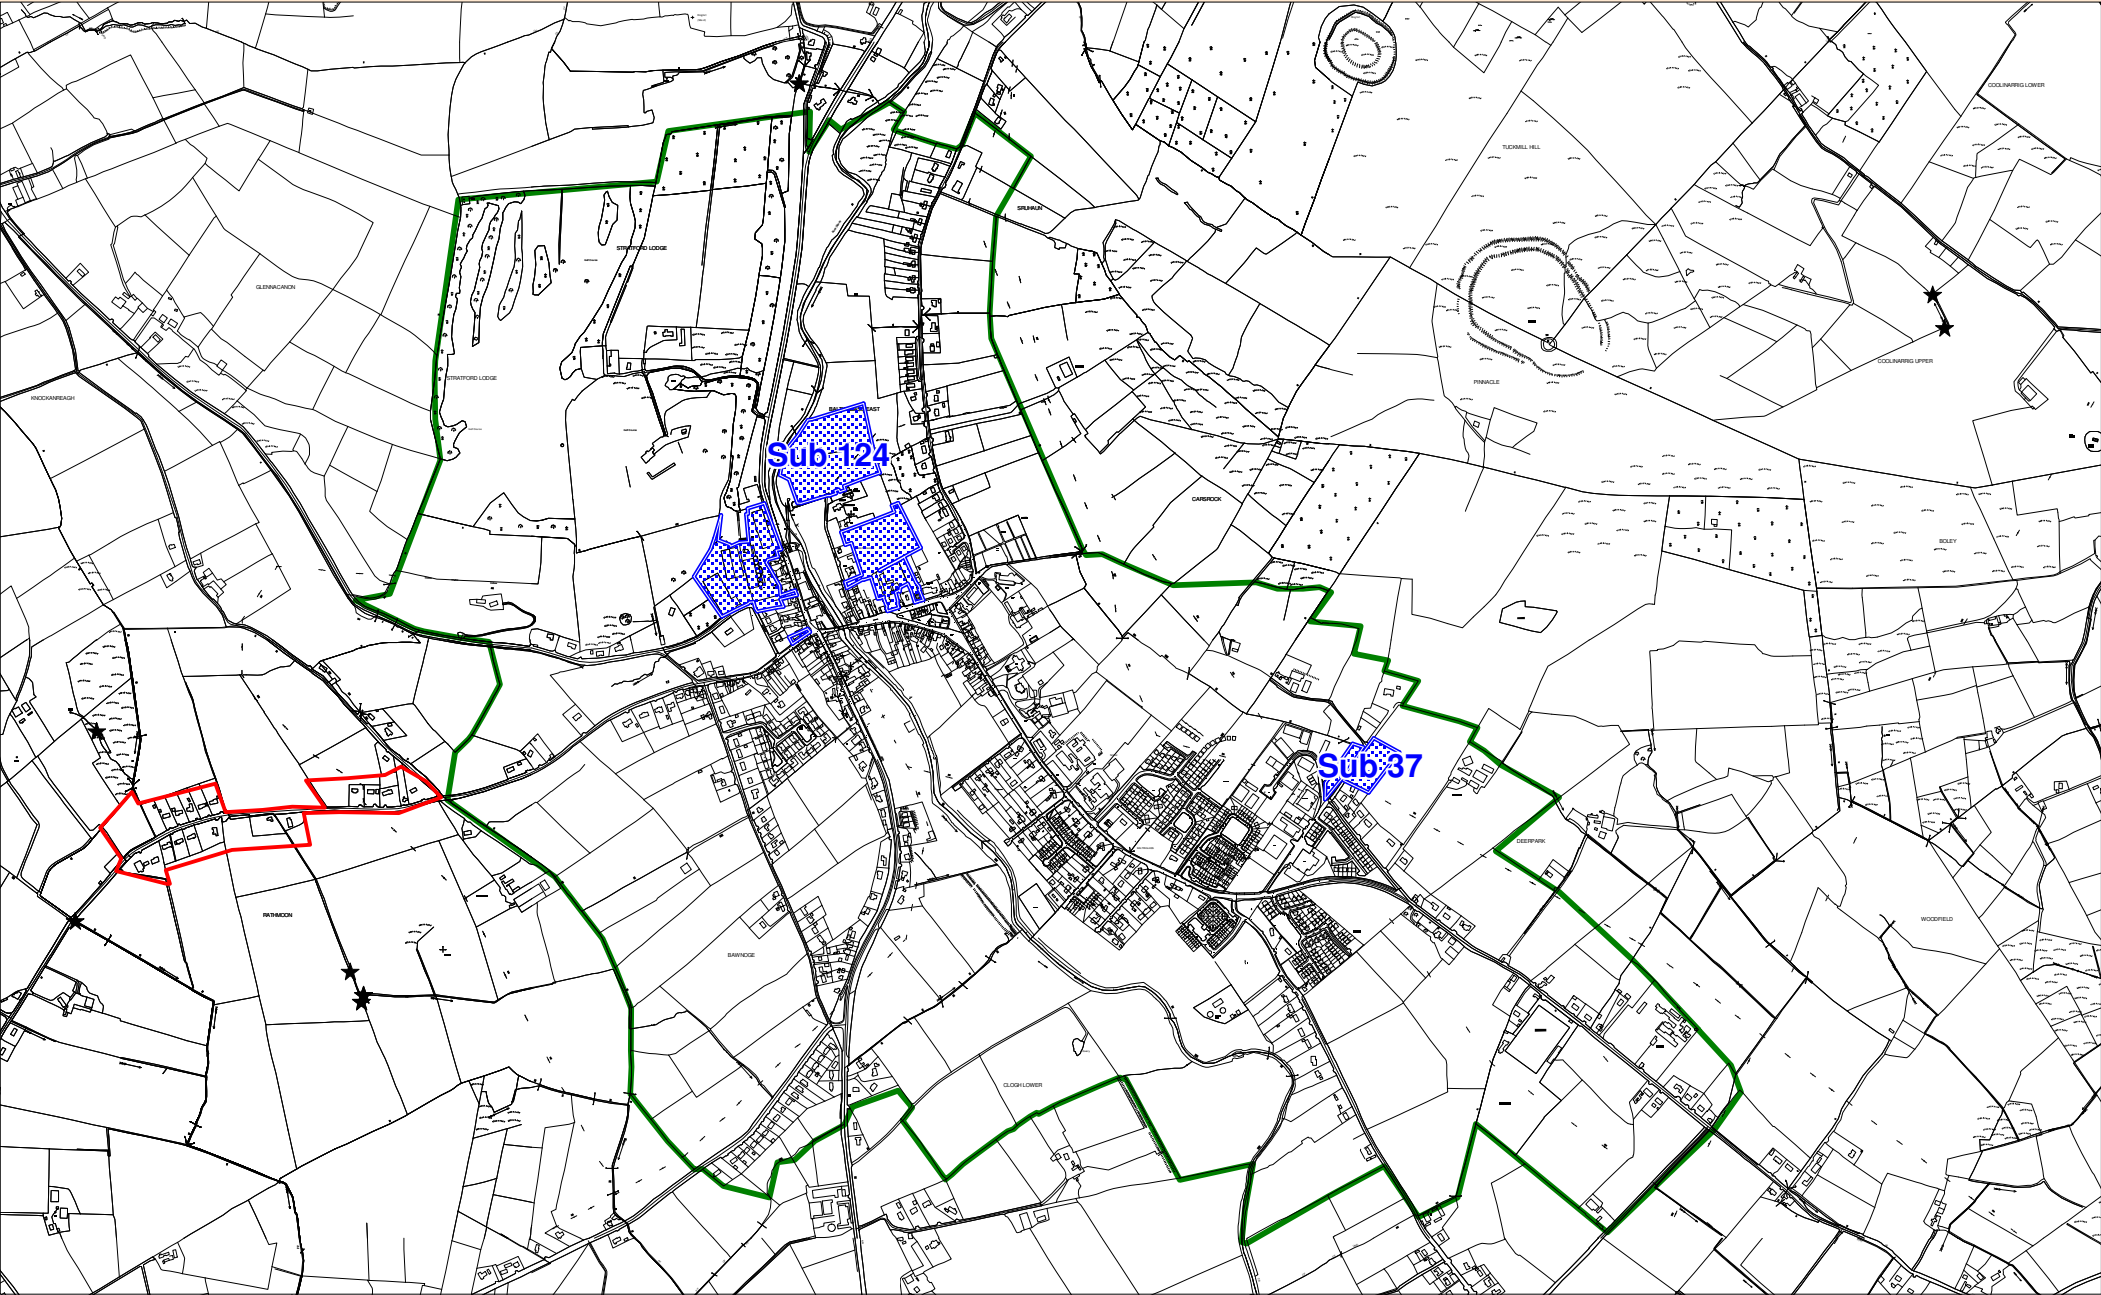 COOLINARRIG LOWER
TUCKMILL HILL
SRUHAUN
STRATFORD LODGE
GLENNACANON
COOLINARRIG UPPER
STRATFORD LODGE
PINNACLE
KNOCKANREAGH
Sub 124
CARSROCK
BOLEY
Sub 37
DEERPARK
RATHMOON
WOODFIELD
BAWNOGE
CLOGH LOWER